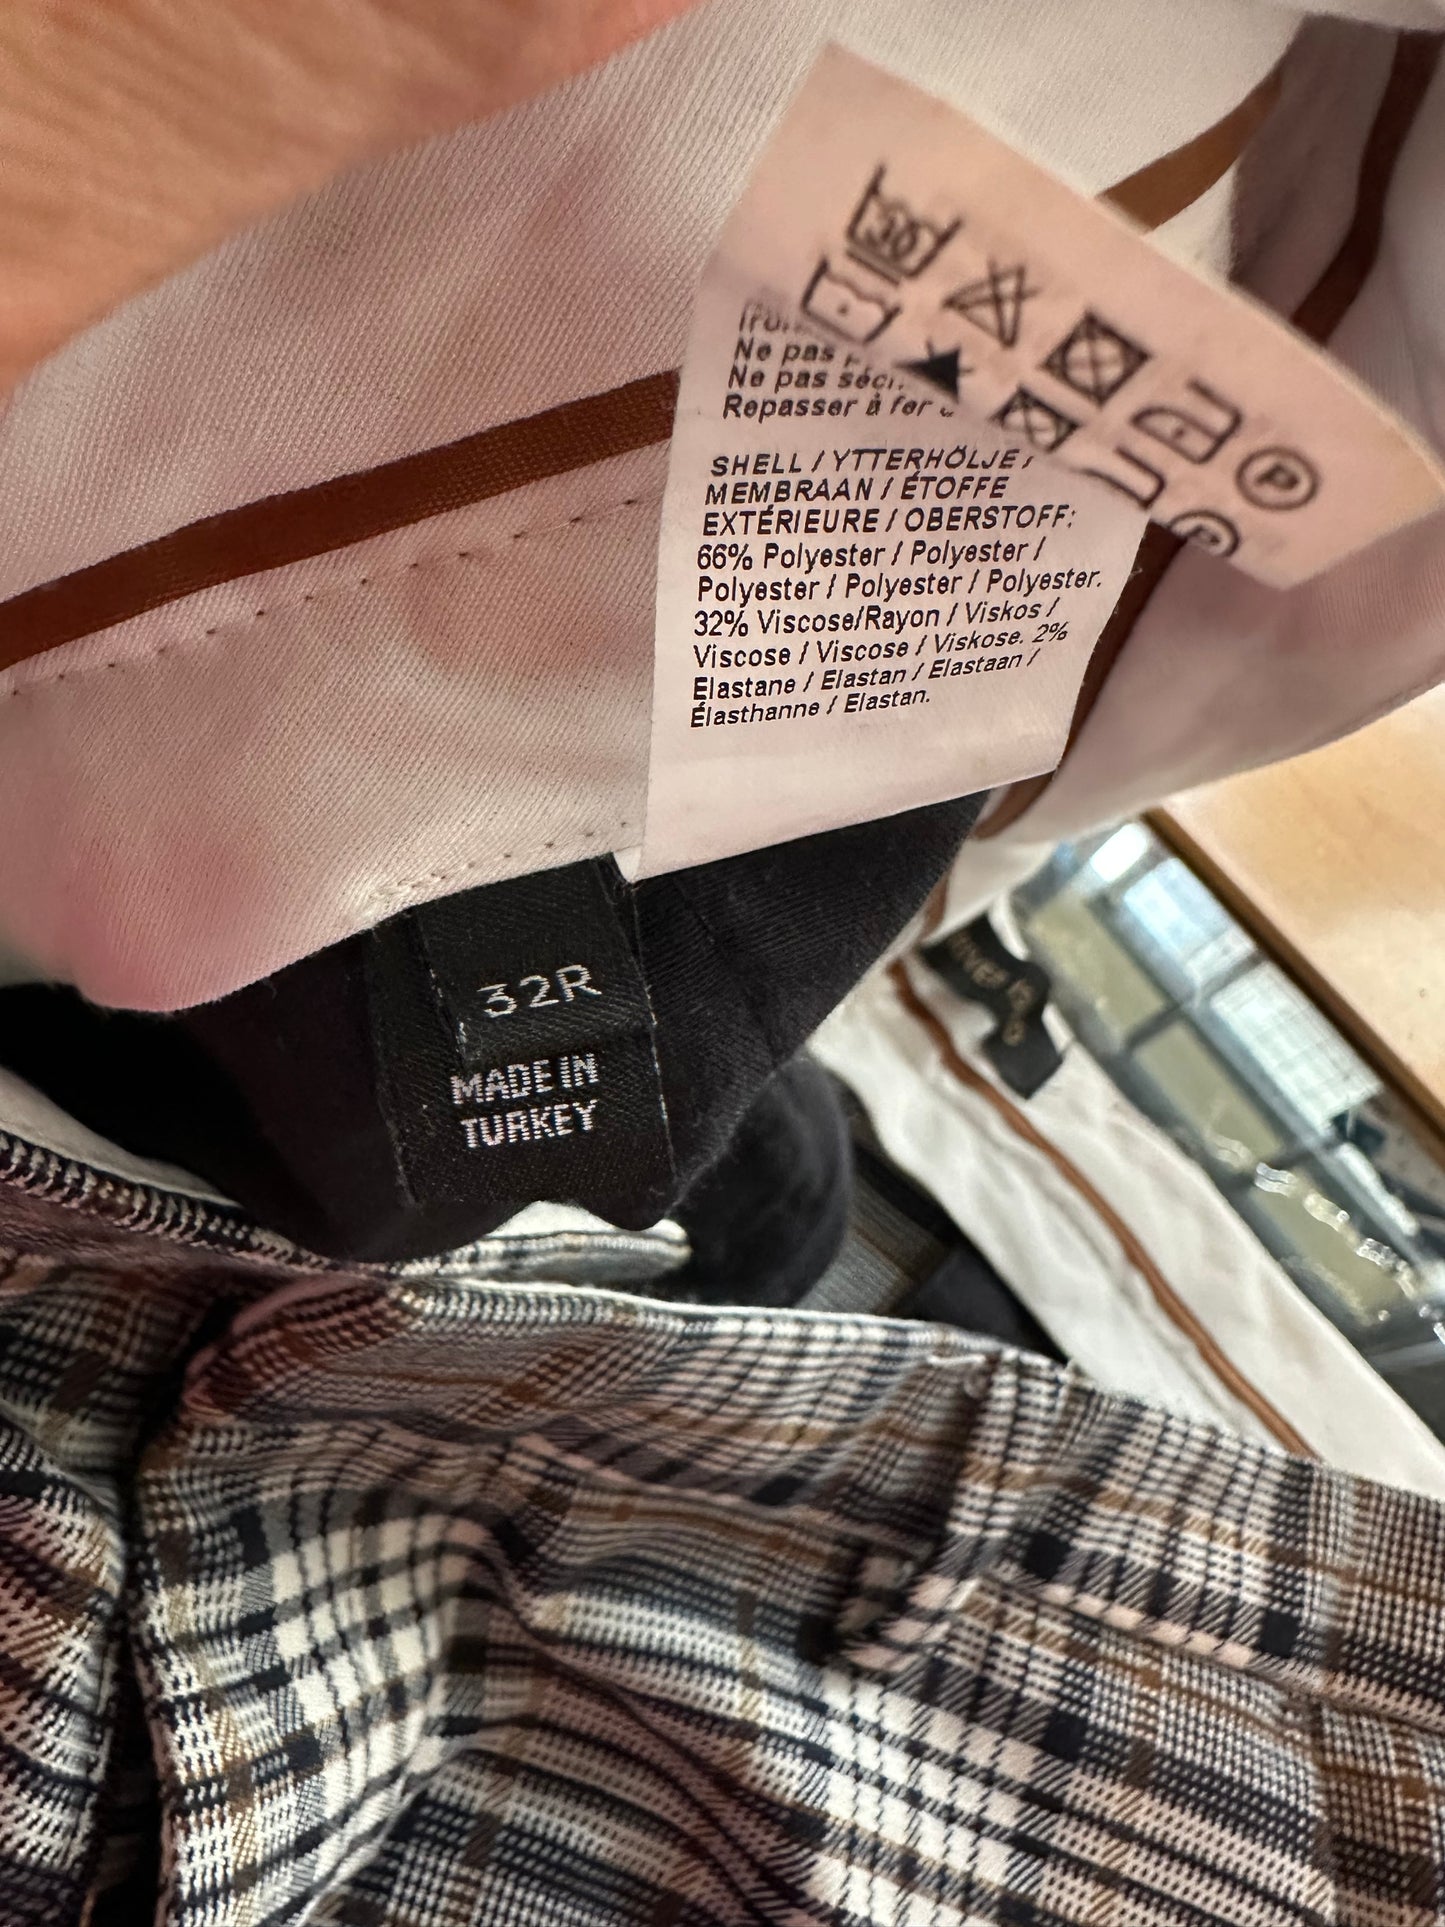 30
Ne pas
Ne pas
Repasser à fer
P
P
SHELL / YTTERHÖLJE /
MEMBRAAN / ÉTOFFE
EXTÉRIEURE / OBERSTOFF:
66% Polyester / Polyester /
Polyester / Polyester / Polyester.
32% Viscose/Rayon / Viskos /
Viscose / Viscose / Viskose. 2%
Elastane / Elastan / Elastaan /
Élasthanne / Elastan.
32R
MADE IN
TURKEY